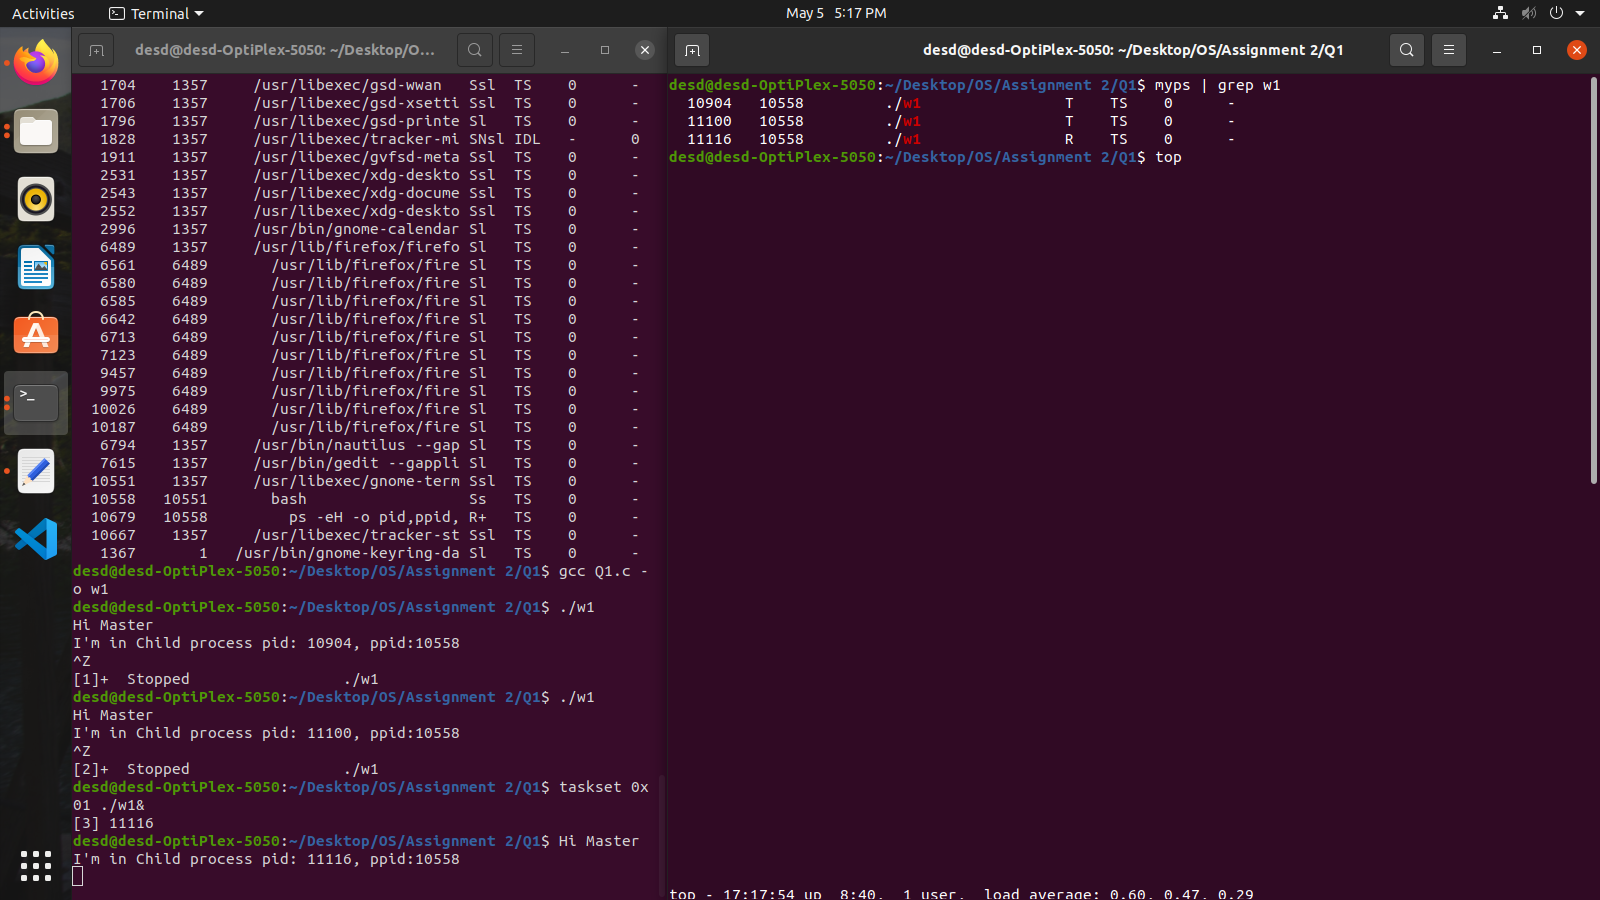 Activities Terminal May 5 5:17 PM
desd@desd-OptiPlex-5050: ~/Desktop/O...
1704 1357 /usr/libexec/gsd-wwan Ssl TS 0 -
1706 1357 /usr/libexec/gsd-xsetti Ssl TS 0 -
1796 1357 /usr/libexec/gsd-printe Sl TS 0 -
1828 1357 /usr/libexec/tracker-mi SNsl IDL - 0
1911 1357 /usr/libexec/gvfsd-meta Ssl TS 0 -
2531 1357 /usr/libexec/xdg-deskto Ssl TS 0 -
2543 1357 /usr/libexec/xdg-docume Ssl TS 0 -
2552 1357 /usr/libexec/xdg-deskto Ssl TS 0 -
2996 1357 /usr/bin/gnome-calendar Sl TS 0 -
6489 1357 /usr/lib/firefox/firefo Sl TS 0 -
6561 6489 /usr/lib/firefox/fire Sl TS 0 -
6580 6489 /usr/lib/firefox/fire Sl TS 0 -
6585 6489 /usr/lib/firefox/fire Sl TS 0 -
6642 6489 /usr/lib/firefox/fire Sl TS 0 -
6713 6489 /usr/lib/firefox/fire Sl TS 0 -
7123 6489 /usr/lib/firefox/fire Sl TS 0 -
9457 6489 /usr/lib/firefox/fire Sl TS 0 -
9975 6489 /usr/lib/firefox/fire Sl TS 0 -
10026 6489 /usr/lib/firefox/fire Sl TS 0 -
10187 6489 /usr/lib/firefox/fire Sl TS 0 -
6794 1357 /usr/bin/nautilus --gap Sl TS 0 -
7615 1357 /usr/bin/gedit --gappli Sl TS 0 -
10551 1357 /usr/libexec/gnome-term Ssl TS 0 -
10558 10551 bash Ss TS 0 -
10679 10558 ps -eH -o pid,ppid, R+ TS 0 -
10667 1357 /usr/libexec/tracker-st Ssl TS 0 -
1367 1 /usr/bin/gnome-keyring-da Sl TS 0 -
desd@desd-OptiPlex-5050:~/Desktop/OS/Assignment 2/Q1$ gcc Q1.c -
o w1
desd@desd-OptiPlex-5050:~/Desktop/OS/Assignment 2/Q1$ ./w1
Hi Master
I'm in Child process pid: 10904, ppid:10558
^Z
[1]+ Stopped ./w1
desd@desd-OptiPlex-5050:~/Desktop/OS/Assignment 2/Q1$ ./w1
Hi Master
I'm in Child process pid: 11100, ppid:10558
^Z
[2]+ Stopped ./w1
desd@desd-OptiPlex-5050:~/Desktop/OS/Assignment 2/Q1$ taskset 0x
01 ./w1&
[3] 11116
desd@desd-OptiPlex-5050:~/Desktop/OS/Assignment 2/Q1$ Hi Master
I'm in Child process pid: 11116, ppid:10558
desd@desd-OptiPlex-5050: ~/Desktop/OS/Assignment 2/Q1
desd@desd-OptiPlex-5050:~/Desktop/OS/Assignment 2/Q1$ myps | grep w1
10904 10558 ./w1 T TS 0 -
11100 10558 ./w1 T TS 0 -
11116 10558 ./w1 R TS 0 -
desd@desd-OptiPlex-5050:~/Desktop/OS/Assignment 2/Q1$ top
top - 17:17:54 up 8:40, 1 user, load average: 0.60, 0.47, 0.29